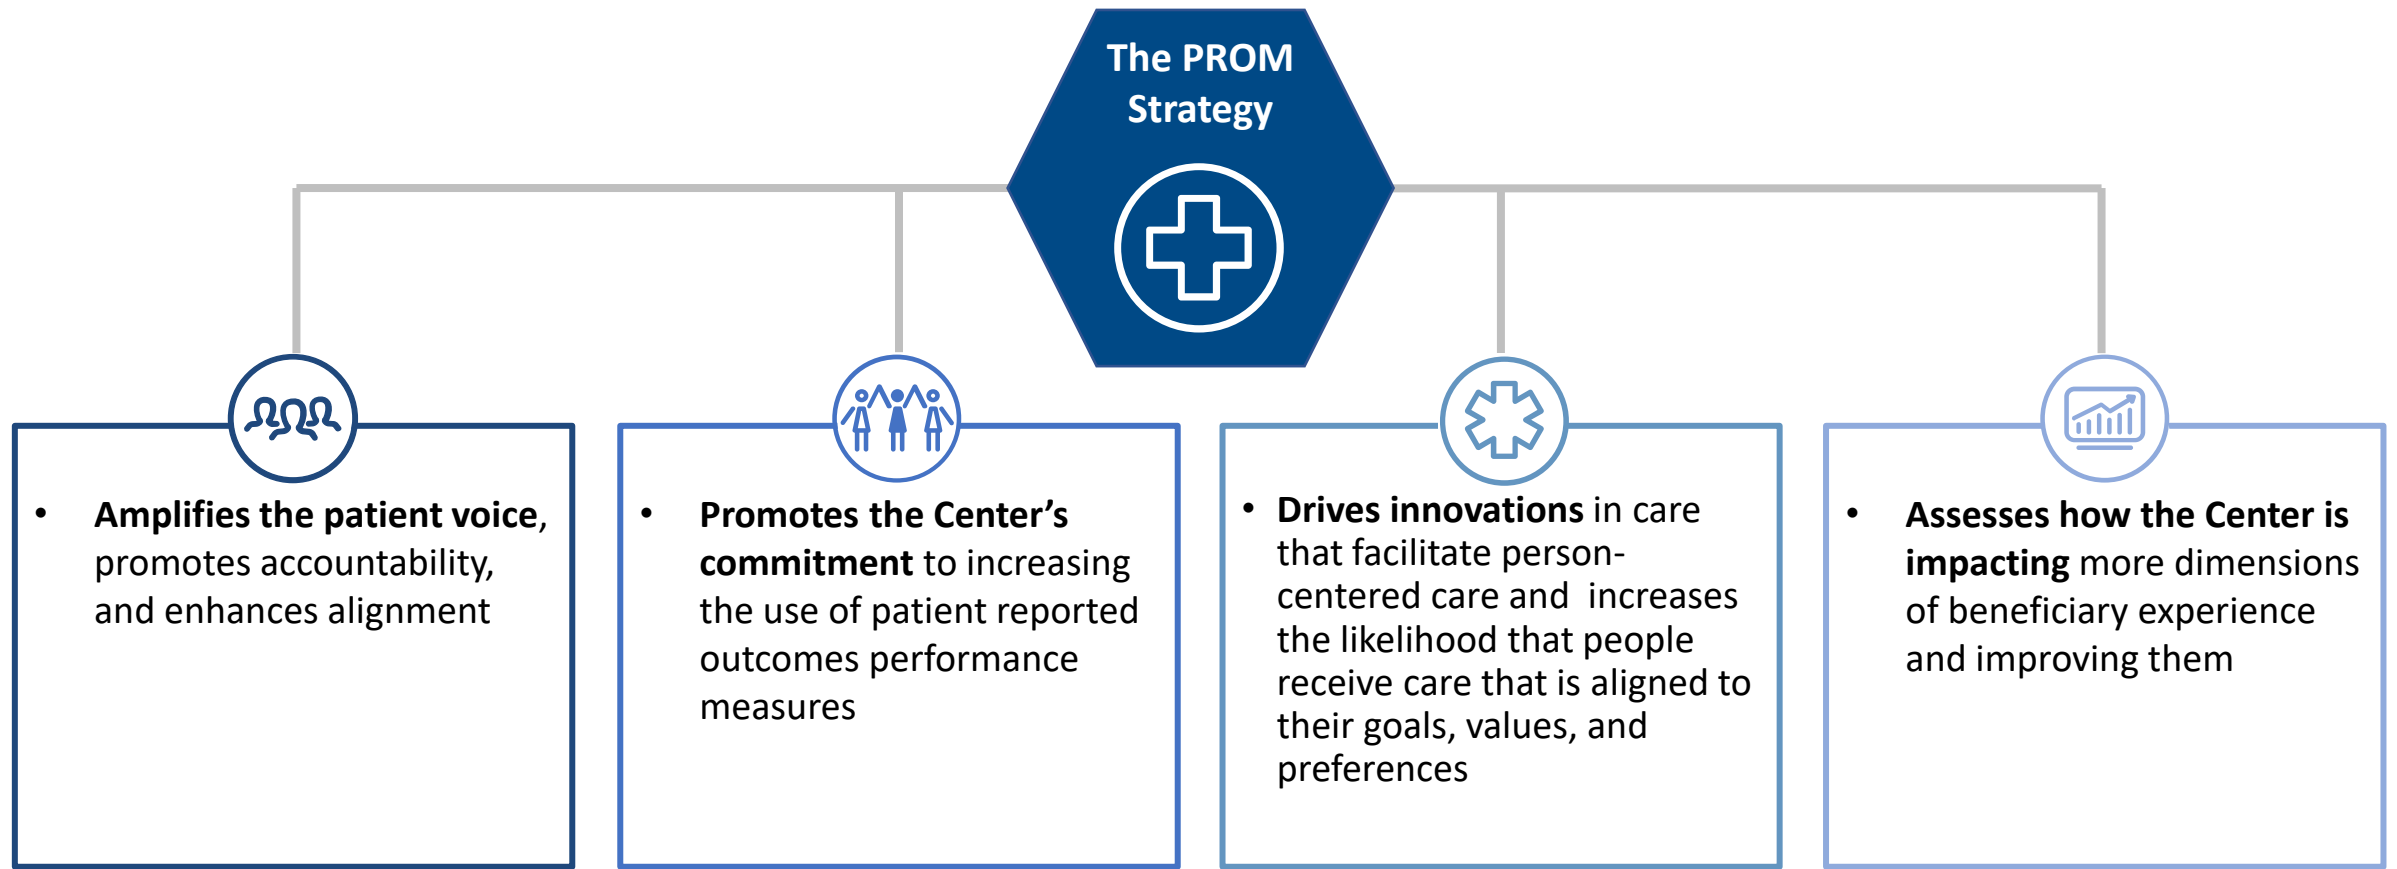 The PROM
Strategy
• Amplifies the patient voice,
promotes accountability,
and enhances alignment
• Promotes the Center’s
commitment to increasing
the use of patient reported
outcomes performance
measures
• Drives innovations in care
that facilitate person-
centered care and  increases
the likelihood that people
receive care that is aligned to
their goals, values, and
preferences
• Assesses how the Center is
impacting more dimensions
of beneficiary experience
and improving them